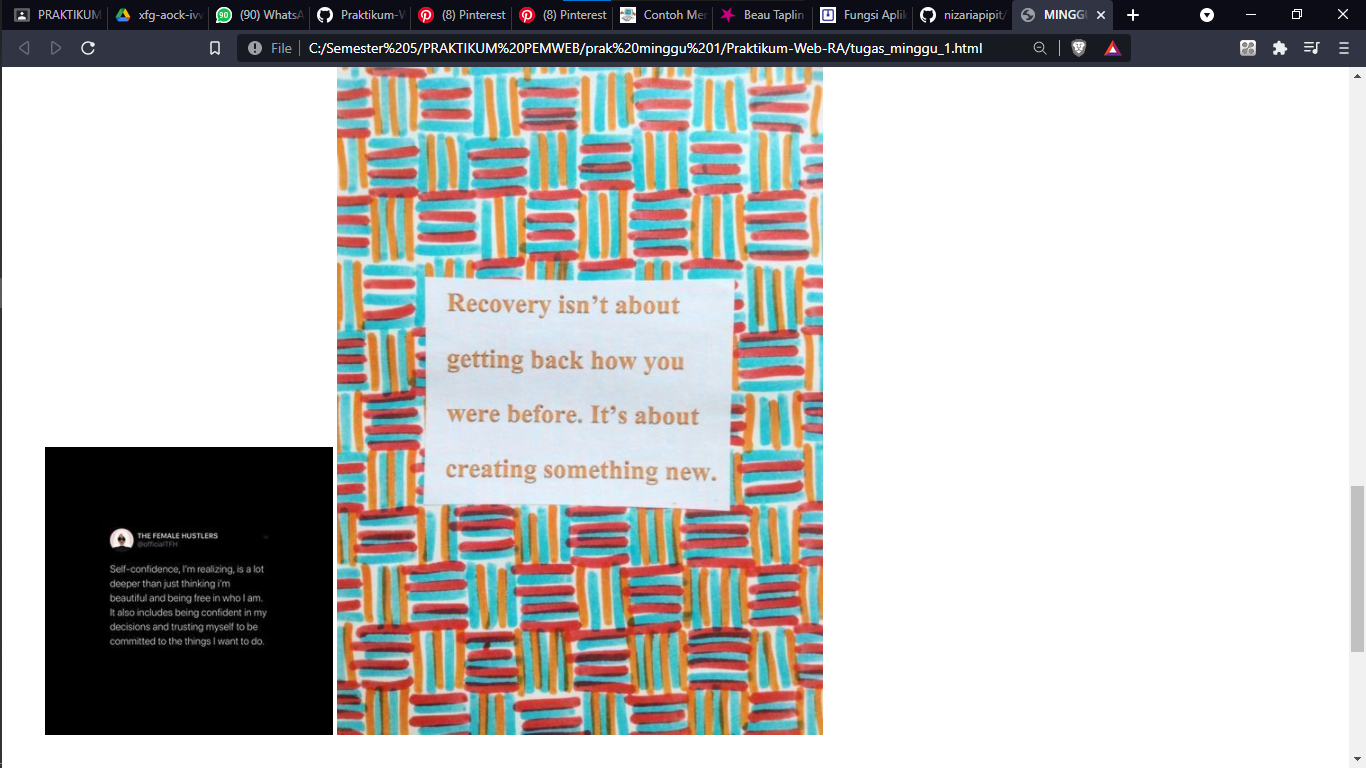 PRAKTIKUM
xfg-aock-ivv
(90) WhatsA
Praktikum-W
(8) Pinterest
(8) Pinterest
Contoh Mer
Beau Taplin
Fungsi Aplik
nizariapipit/
MINGGU
File
C:/Semester%205/PRAKTIKUM%20PEMWEB/prak%20minggu%201/Praktikum-Web-RA/tugas_minggu_1.html
Recovery isn’t about
getting back how you
were before. It’s about
creating something new.
THE FEMALE HUSTLERS
@officialTFH
Self-confidence, I'm realizing, is a lot
deeper than just thinking i'm
beautiful and being free in who I am.
It also includes being confident in my
decisions and trusting myself to be
committed to the things I want to do.